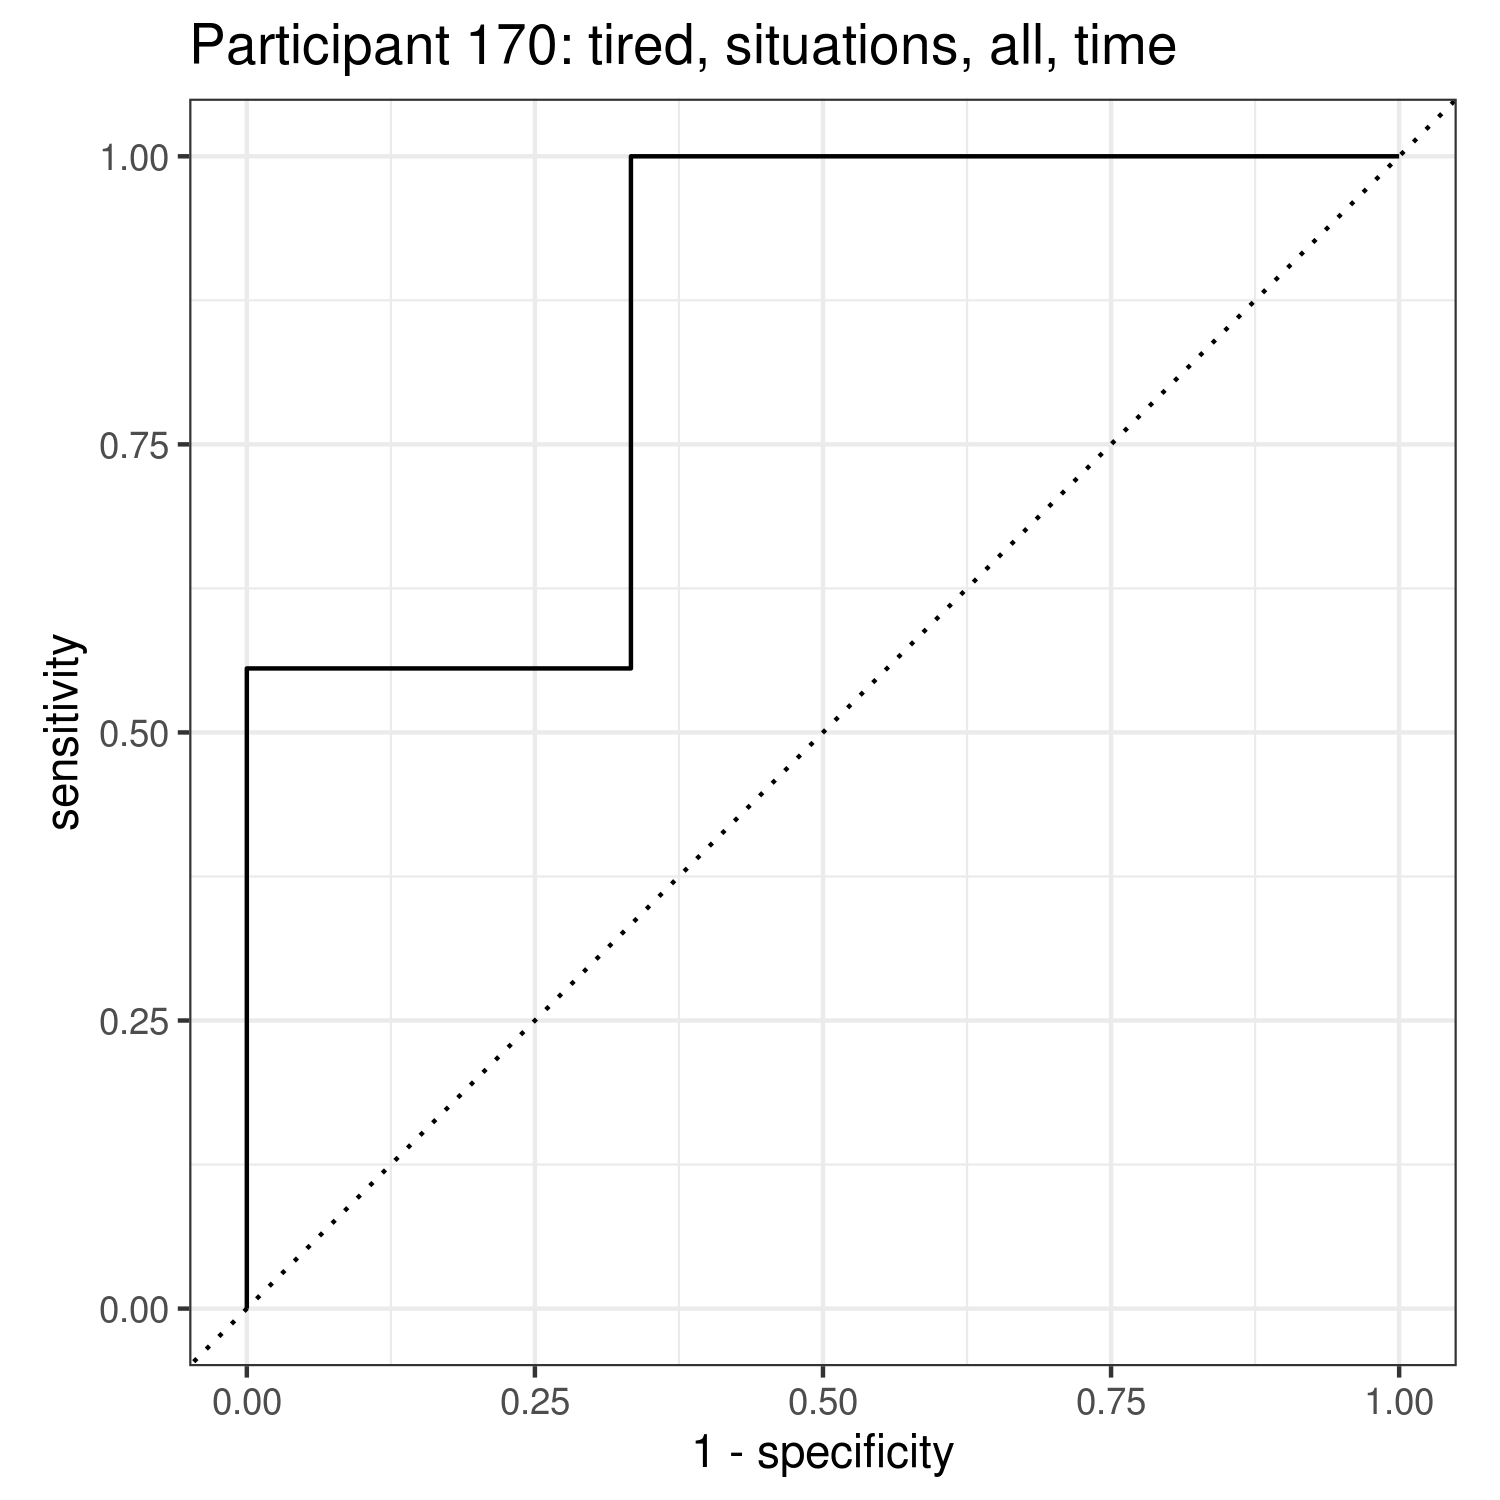 Participant 170: tired, situations, all, time
1.00
0.75
0.50
0.25
0.00
sensitivity
0.00 0.25 0.50 0.75 1.00
1 - specificity